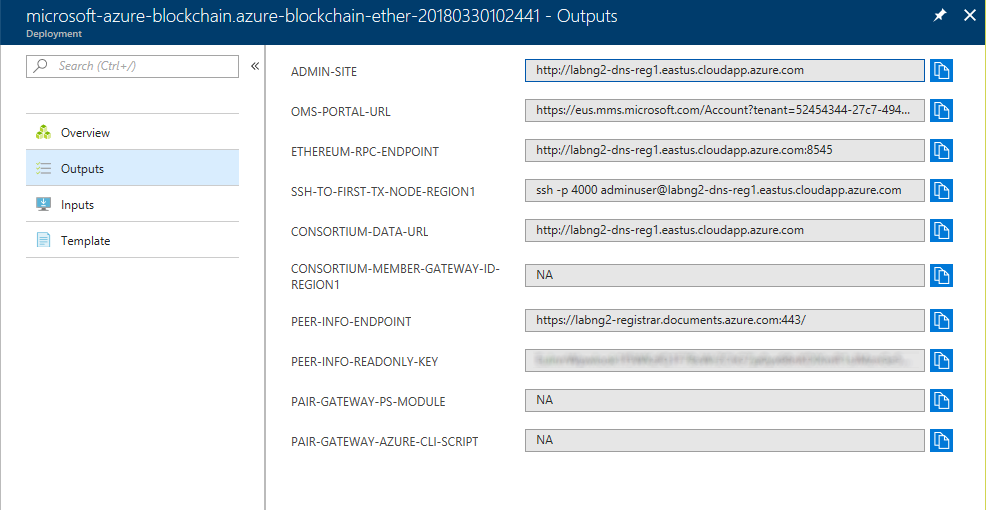 microsoft-azure-blockchain.azure-blockchain-ether-20180330102441 - Outputs
Deployment
Search (Ctrl+/)
Overview
Outputs
Inputs
Template
ADMIN-SITE
http://labng2-dns-reg1.eastus.cloudapp.azure.com
OMS-PORTAL-URL
https://eus.mms.microsoft.com/Account?tenant=52454344-27c7-494...
ETHEREUM-RPC-ENDPOINT
http://labng2-dns-reg1.eastus.cloudapp.azure.com:8545
SSH-TO-FIRST-TX-NODE-REGION1
ssh -p 4000 adminuser@labng2-dns-reg1.eastus.cloudapp.azure.com
CONSORTIUM-DATA-URL
http://labng2-dns-reg1.eastus.cloudapp.azure.com
CONSORTIUM-MEMBER-GATEWAY-ID-
REGION1
NA
PEER-INFO-ENDPOINT
https://labng2-registrar.documents.azure.com:443/
PEER-INFO-READONLY-KEY
PAIR-GATEWAY-PS-MODULE
NA
PAIR-GATEWAY-AZURE-CLI-SCRIPT
NA